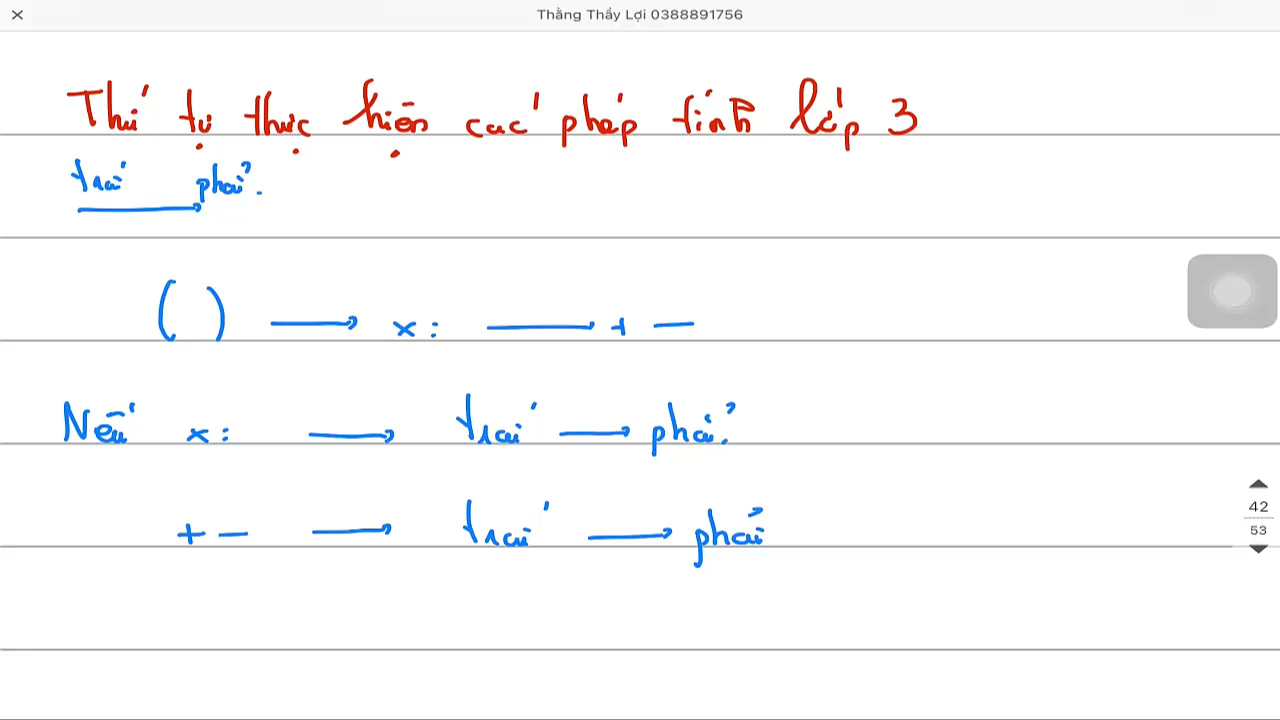 Thằng Thầy Lợi 0388891756
Thứ tự thực hiện các phép tính lớp 3
trái phải.
( ) → x : → + −
Nếu x : → trái → phải
+ − → trái → phải
42
53